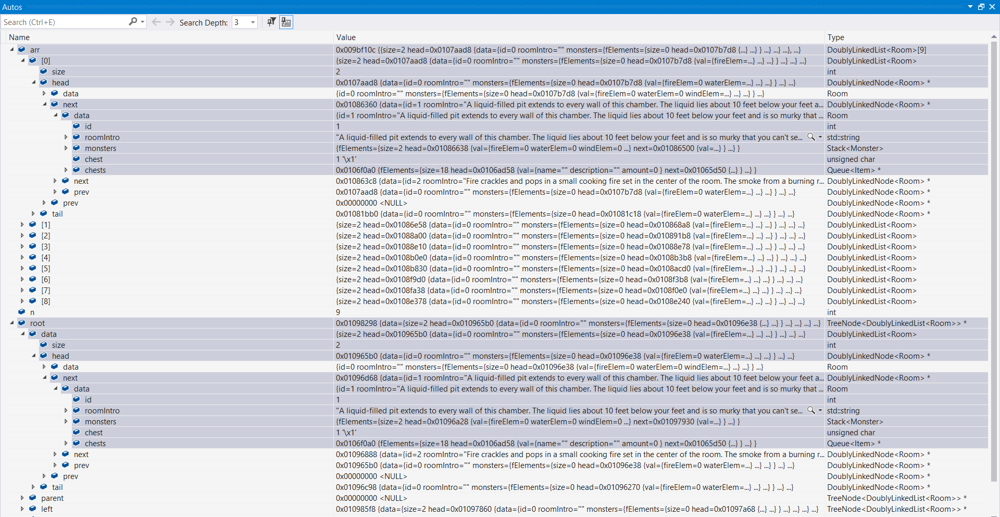 Autos
Search (Ctrl+E) Search Depth: 3
Name Value Type
arr 0x009bf10c {{size=2 head=0x0107aad8 {data={id=0 roomIntro="" monsters={fElements={size=0 head=0x0107b7d8 {...} ...} } ...} ...} ...}, ...} DoublyLinkedList<Room>[9]
[0] {size=2 head=0x0107aad8 {data={id=0 roomIntro="" monsters={fElements={size=0 head=0x0107b7d8 {val={fireElem=...} ...} ...} } ...} ...} ...} DoublyLinkedList<Room>
size 2 int
head 0x0107aad8 {data={id=0 roomIntro="" monsters={fElements={size=0 head=0x0107b7d8 {val={fireElem=0 waterElem=...} ...} ...} } ...} ...} DoublyLinkedNode<Room> *
data {id=0 roomIntro="" monsters={fElements={size=0 head=0x0107b7d8 {val={fireElem=0 waterElem=0 windElem=...} ...} ...} } ...} Room
next 0x01086360 {data={id=1 roomIntro="A liquid-filled pit extends to every wall of this chamber. The liquid lies about 10 feet below your feet a... DoublyLinkedNode<Room> *
data {id=1 roomIntro="A liquid-filled pit extends to every wall of this chamber. The liquid lies about 10 feet below your feet and is so murky that ... Room
id 1 int
roomIntro "A liquid-filled pit extends to every wall of this chamber. The liquid lies about 10 feet below your feet and is so murky that you can't se... std::string
monsters {fElements={size=2 head=0x01086638 {val={fireElem=0 waterElem=0 windElem=0 ...} next=0x01086500 {val=...} } ...} } Stack<Monster>
chest 1 '\x1' unsigned char
chests 0x0106f0a0 {fElements={size=18 head=0x0106ad58 {val={name="" description="" amount=0 } next=0x01065d50 {...} } ...} } Queue<Item> *
next 0x010863c8 {data={id=2 roomIntro="Fire crackles and pops in a small cooking fire set in the center of the room. The smoke from a burning r... DoublyLinkedNode<Room> *
prev 0x0107aad8 {data={id=0 roomIntro="" monsters={fElements={size=0 head=0x0107b7d8 {val={fireElem=0 waterElem=...} ...} ...} } ...} ...} DoublyLinkedNode<Room> *
prev 0x00000000 <NULL> DoublyLinkedNode<Room> *
tail 0x01081bb0 {data={id=0 roomIntro="" monsters={fElements={size=0 head=0x01081c18 {val={fireElem=0 waterElem=...} ...} ...} } ...} ...} DoublyLinkedNode<Room> *
[1] {size=2 head=0x01086e58 {data={id=0 roomIntro="" monsters={fElements={size=0 head=0x010868a8 {val={fireElem=...} ...} ...} } ...} ...} ...} DoublyLinkedList<Room>
[2] {size=2 head=0x01088a00 {data={id=0 roomIntro="" monsters={fElements={size=0 head=0x010891b8 {val={fireElem=...} ...} ...} } ...} ...} ...} DoublyLinkedList<Room>
[3] {size=2 head=0x01088e10 {data={id=0 roomIntro="" monsters={fElements={size=0 head=0x01088e78 {val={fireElem=...} ...} ...} } ...} ...} ...} DoublyLinkedList<Room>
[4] {size=2 head=0x0108b0e0 {data={id=0 roomIntro="" monsters={fElements={size=0 head=0x0108b3b8 {val={fireElem=...} ...} ...} } ...} ...} ...} DoublyLinkedList<Room>
[5] {size=2 head=0x0108b830 {data={id=0 roomIntro="" monsters={fElements={size=0 head=0x0108acd0 {val={fireElem=...} ...} ...} } ...} ...} ...} DoublyLinkedList<Room>
[6] {size=2 head=0x0108f9d0 {data={id=0 roomIntro="" monsters={fElements={size=0 head=0x0108f3b8 {val={fireElem=...} ...} ...} } ...} ...} ...} DoublyLinkedList<Room>
[7] {size=2 head=0x0108fa38 {data={id=0 roomIntro="" monsters={fElements={size=0 head=0x0108f0e0 {val={fireElem=...} ...} ...} } ...} ...} ...} DoublyLinkedList<Room>
[8] {size=2 head=0x0108e378 {data={id=0 roomIntro="" monsters={fElements={size=0 head=0x0108e240 {val={fireElem=...} ...} ...} } ...} ...} ...} DoublyLinkedList<Room>
n 9 int
root 0x01098298 {data={size=2 head=0x010965b0 {data={id=0 roomIntro="" monsters={fElements={size=0 head=0x01096e38 {...} ...} } ...} ...} ...} ...} TreeNode<DoublyLinkedList<Room>> *
data {size=2 head=0x010965b0 {data={id=0 roomIntro="" monsters={fElements={size=0 head=0x01096e38 {val={fireElem=...} ...} ...} } ...} ...} ...} DoublyLinkedList<Room>
size 2 int
head 0x010965b0 {data={id=0 roomIntro="" monsters={fElements={size=0 head=0x01096e38 {val={fireElem=0 waterElem=...} ...} ...} } ...} ...} DoublyLinkedNode<Room> *
data {id=0 roomIntro="" monsters={fElements={size=0 head=0x01096e38 {val={fireElem=0 waterElem=0 windElem=...} ...} ...} } ...} Room
next 0x01096d68 {data={id=1 roomIntro="A liquid-filled pit extends to every wall of this chamber. The liquid lies about 10 feet below your feet a... DoublyLinkedNode<Room> *
data {id=1 roomIntro="A liquid-filled pit extends to every wall of this chamber. The liquid lies about 10 feet below your feet and is so murky that ... Room
id 1 int
roomIntro "A liquid-filled pit extends to every wall of this chamber. The liquid lies about 10 feet below your feet and is so murky that you can't se... std::string
monsters {fElements={size=2 head=0x01096a28 {val={fireElem=0 waterElem=0 windElem=0 ...} next=0x01097930 {val=...} } ...} } Stack<Monster>
chest 1 '\x1' unsigned char
chests 0x0106f0a0 {fElements={size=18 head=0x0106ad58 {val={name="" description="" amount=0 } next=0x01065d50 {...} } ...} } Queue<Item> *
next 0x01096888 {data={id=2 roomIntro="Fire crackles and pops in a small cooking fire set in the center of the room. The smoke from a burning r... DoublyLinkedNode<Room> *
prev 0x010965b0 {data={id=0 roomIntro="" monsters={fElements={size=0 head=0x01096e38 {val={fireElem=0 waterElem=...} ...} ...} } ...} ...} DoublyLinkedNode<Room> *
prev 0x00000000 <NULL> DoublyLinkedNode<Room> *
tail 0x01096c98 {data={id=0 roomIntro="" monsters={fElements={size=0 head=0x01096270 {val={fireElem=0 waterElem=...} ...} ...} } ...} ...} DoublyLinkedNode<Room> *
parent 0x00000000 <NULL> TreeNode<DoublyLinkedList<Room>> *
left 0x010985f8 {data={size=2 head=0x01097860 {data={id=0 roomIntro="" monsters={fElements={size=0 head=0x01097a68 {...} ...} } ...} ...} ...} ...} TreeNode<DoublyLinkedList<Room>> *